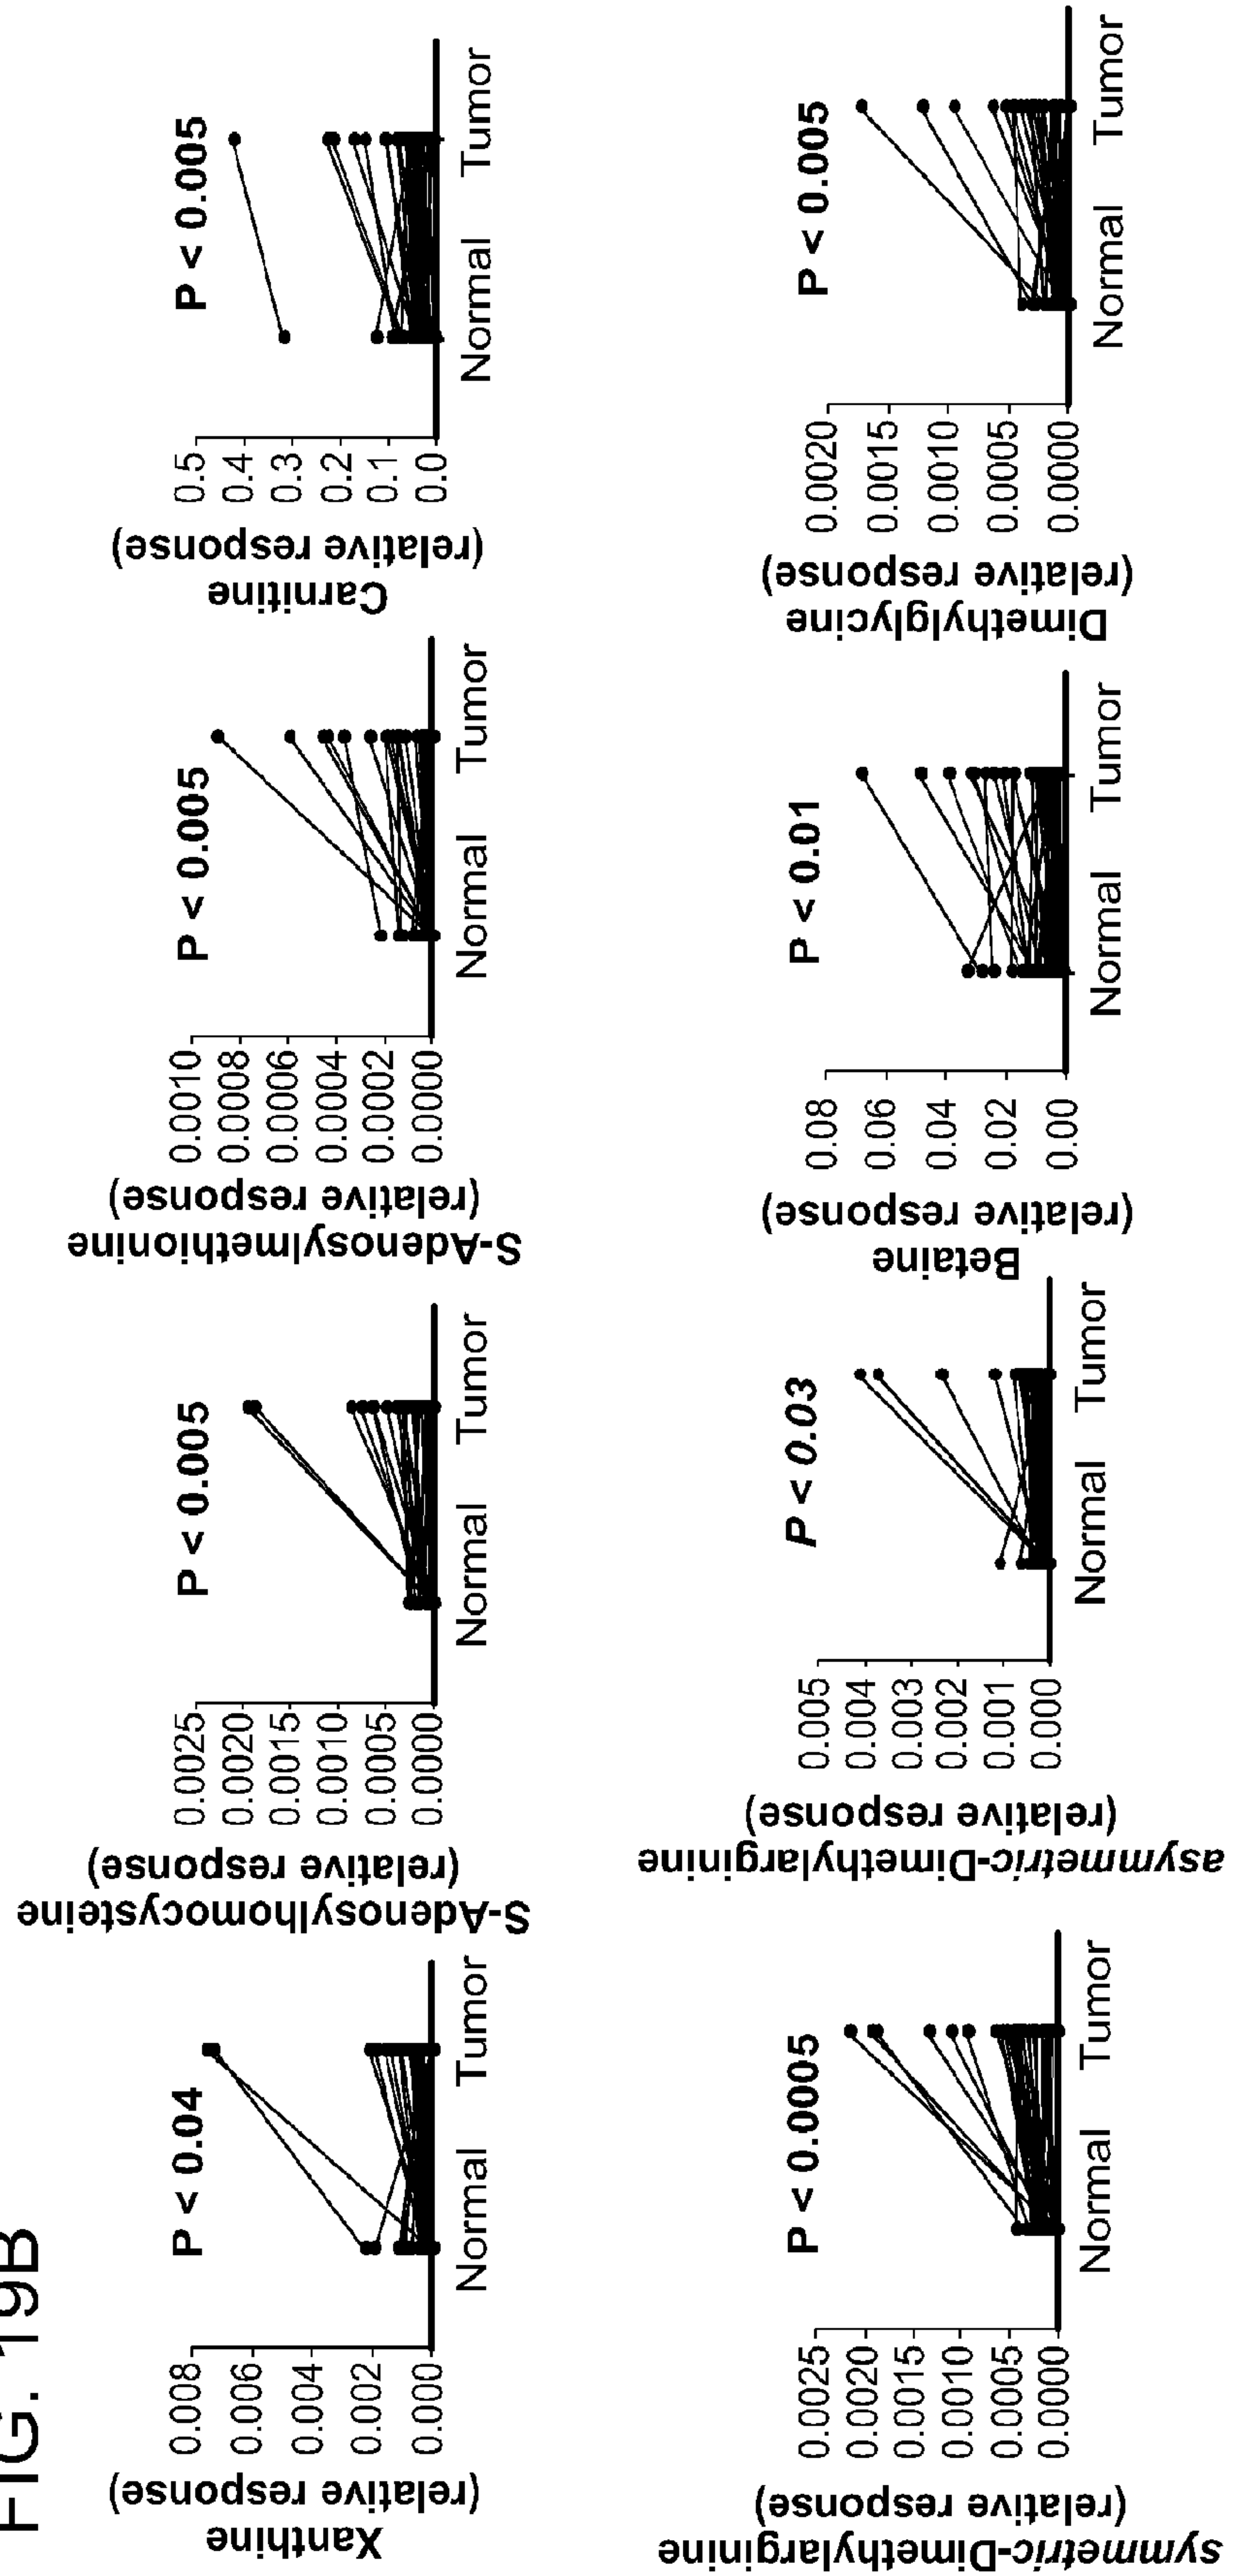 FIG. 19B
Xanthine
(relative response)
0.008
0.006
0.004
0.002
0.000
P < 0.04
Normal Tumor
S-Adenosylhomocysteine
(relative response)
0.0025
0.0020
0.0015
0.0010
0.0005
0.0000
P < 0.005
Normal Tumor
S-Adenosylmethionine
(relative response)
0.0010
0.0008
0.0006
0.0004
0.0002
0.0000
P < 0.005
Normal Tumor
Carnitine
(relative response)
0.5
0.4
0.3
0.2
0.1
0.0
P < 0.005
Normal Tumor
symmetric-Dimethylarginine
(relative response)
0.0025
0.0020
0.0015
0.0010
0.0005
0.0000
P < 0.0005
Normal Tumor
asymmetric-Dimethylarginine
(relative response)
0.005
0.004
0.003
0.002
0.001
0.000
P < 0.03
Normal Tumor
Betaine
(relative response)
0.08
0.06
0.04
0.02
0.00
P < 0.01
Normal Tumor
Dimethylglycine
(relative response)
0.0020
0.0015
0.0010
0.0005
0.0000
P < 0.005
Normal Tumor